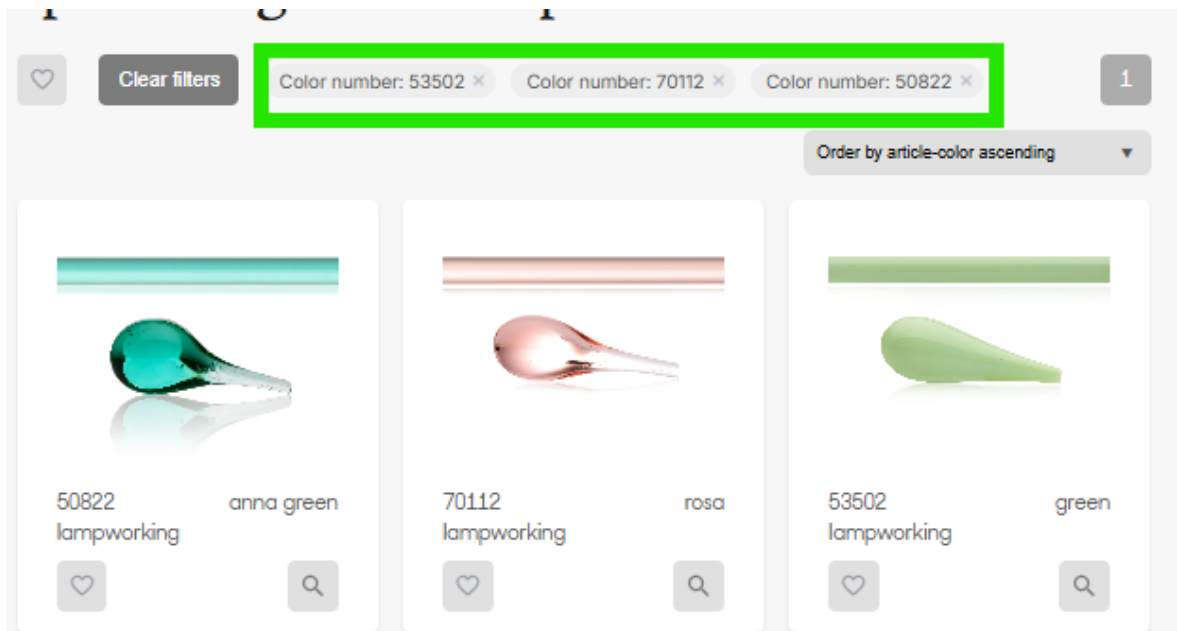 Clear filters
Color number: 53502 ×
Color number: 70112 ×
Color number: 50822 ×
1
Order by article-color ascending ▼
50822 anna green
lampworking
70112 rosa
lampworking
53502 green
lampworking